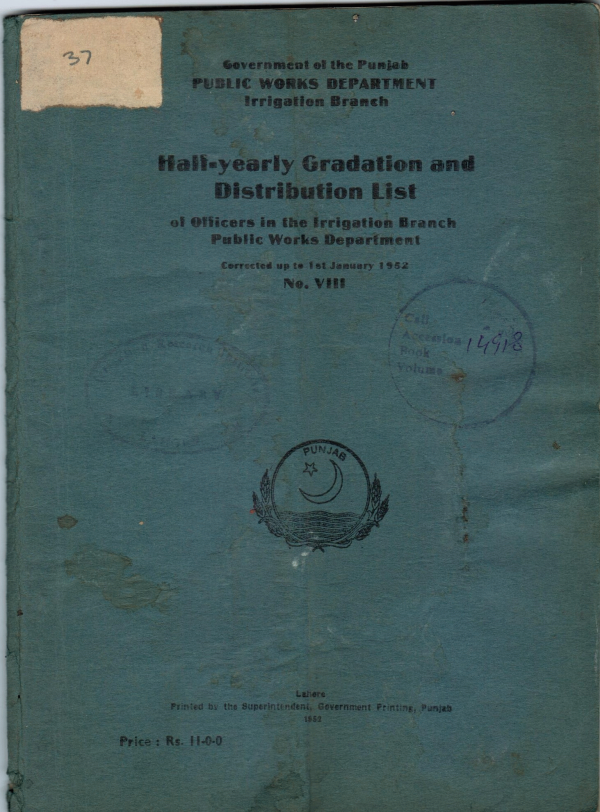 37
Government of the Punjab
PUBLIC WORKS DEPARTMENT
Irrigation Branch
Half-yearly Gradation and
Distribution List
of Officers in the Irrigation Branch
Public Works Department
Corrected up to 1st January 1952
No. VIII
Call
Accession 14918
Book
Volume
Research
LIBRARY
PUNJAB
Lahore
Printed by the Superintendent, Government Printing, Punjab
1952
Price : Rs. 11-0-0